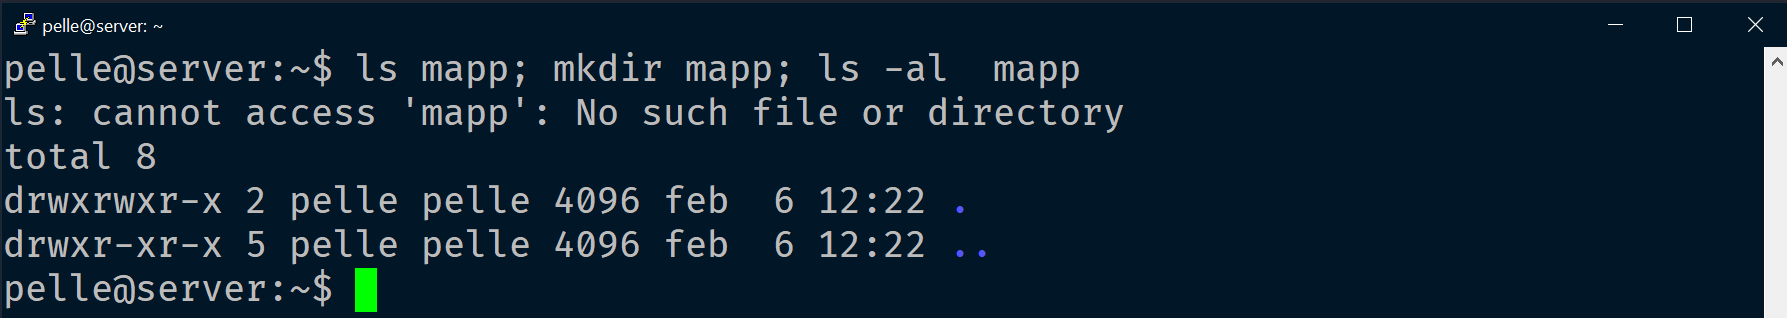 pelle@server: ~
pelle@server:~$ ls mapp; mkdir mapp; ls -al  mapp
ls: cannot access 'mapp': No such file or directory
total 8
drwxrwxr-x 2 pelle pelle 4096 feb  6 12:22 .
drwxr-xr-x 5 pelle pelle 4096 feb  6 12:22 ..
pelle@server:~$